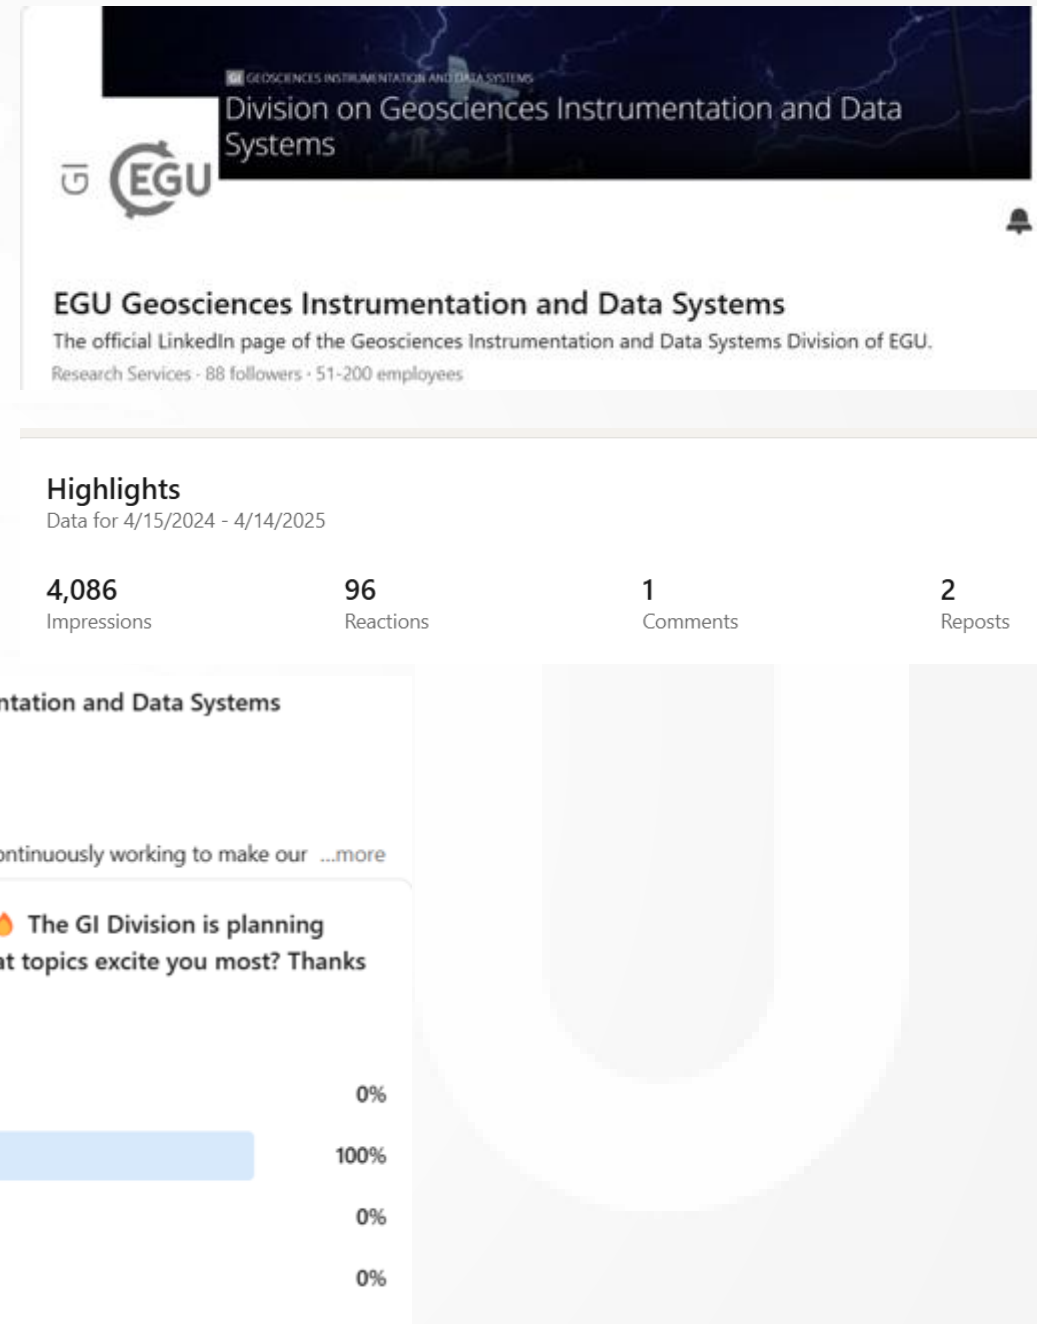 GI GEOSCIENCES INSTRUMENTATION AND DATA SYSTEMS
Division on Geosciences Instrumentation and Data
Systems
GI
EGU
EGU Geosciences Instrumentation and Data Systems
The official LinkedIn page of the Geosciences Instrumentation and Data Systems Division of EGU.
Research Services · 88 followers · 51-200 employees
Highlights
Data for 4/15/2024 - 4/14/2025
4,086 96 1 2
Impressions Reactions Comments Reposts
ntation and Data Systems
ontinuously working to make our ...more
The GI Division is planning
at topics excite you most? Thanks
0%
100%
0%
0%